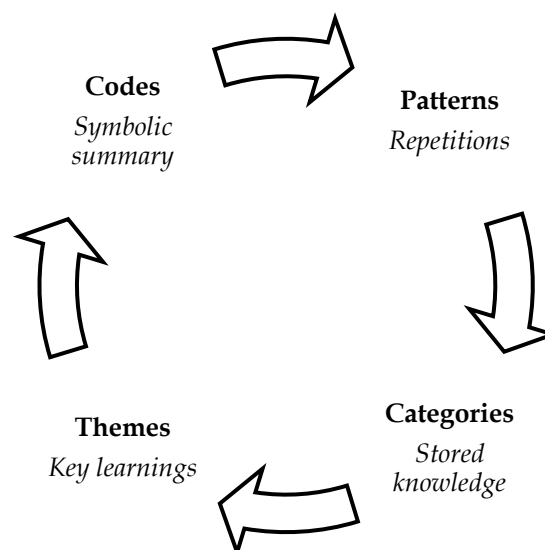 Codes
Symbolic
summary
Patterns
Repetitions
Categories
Stored
knowledge
Themes
Key learnings